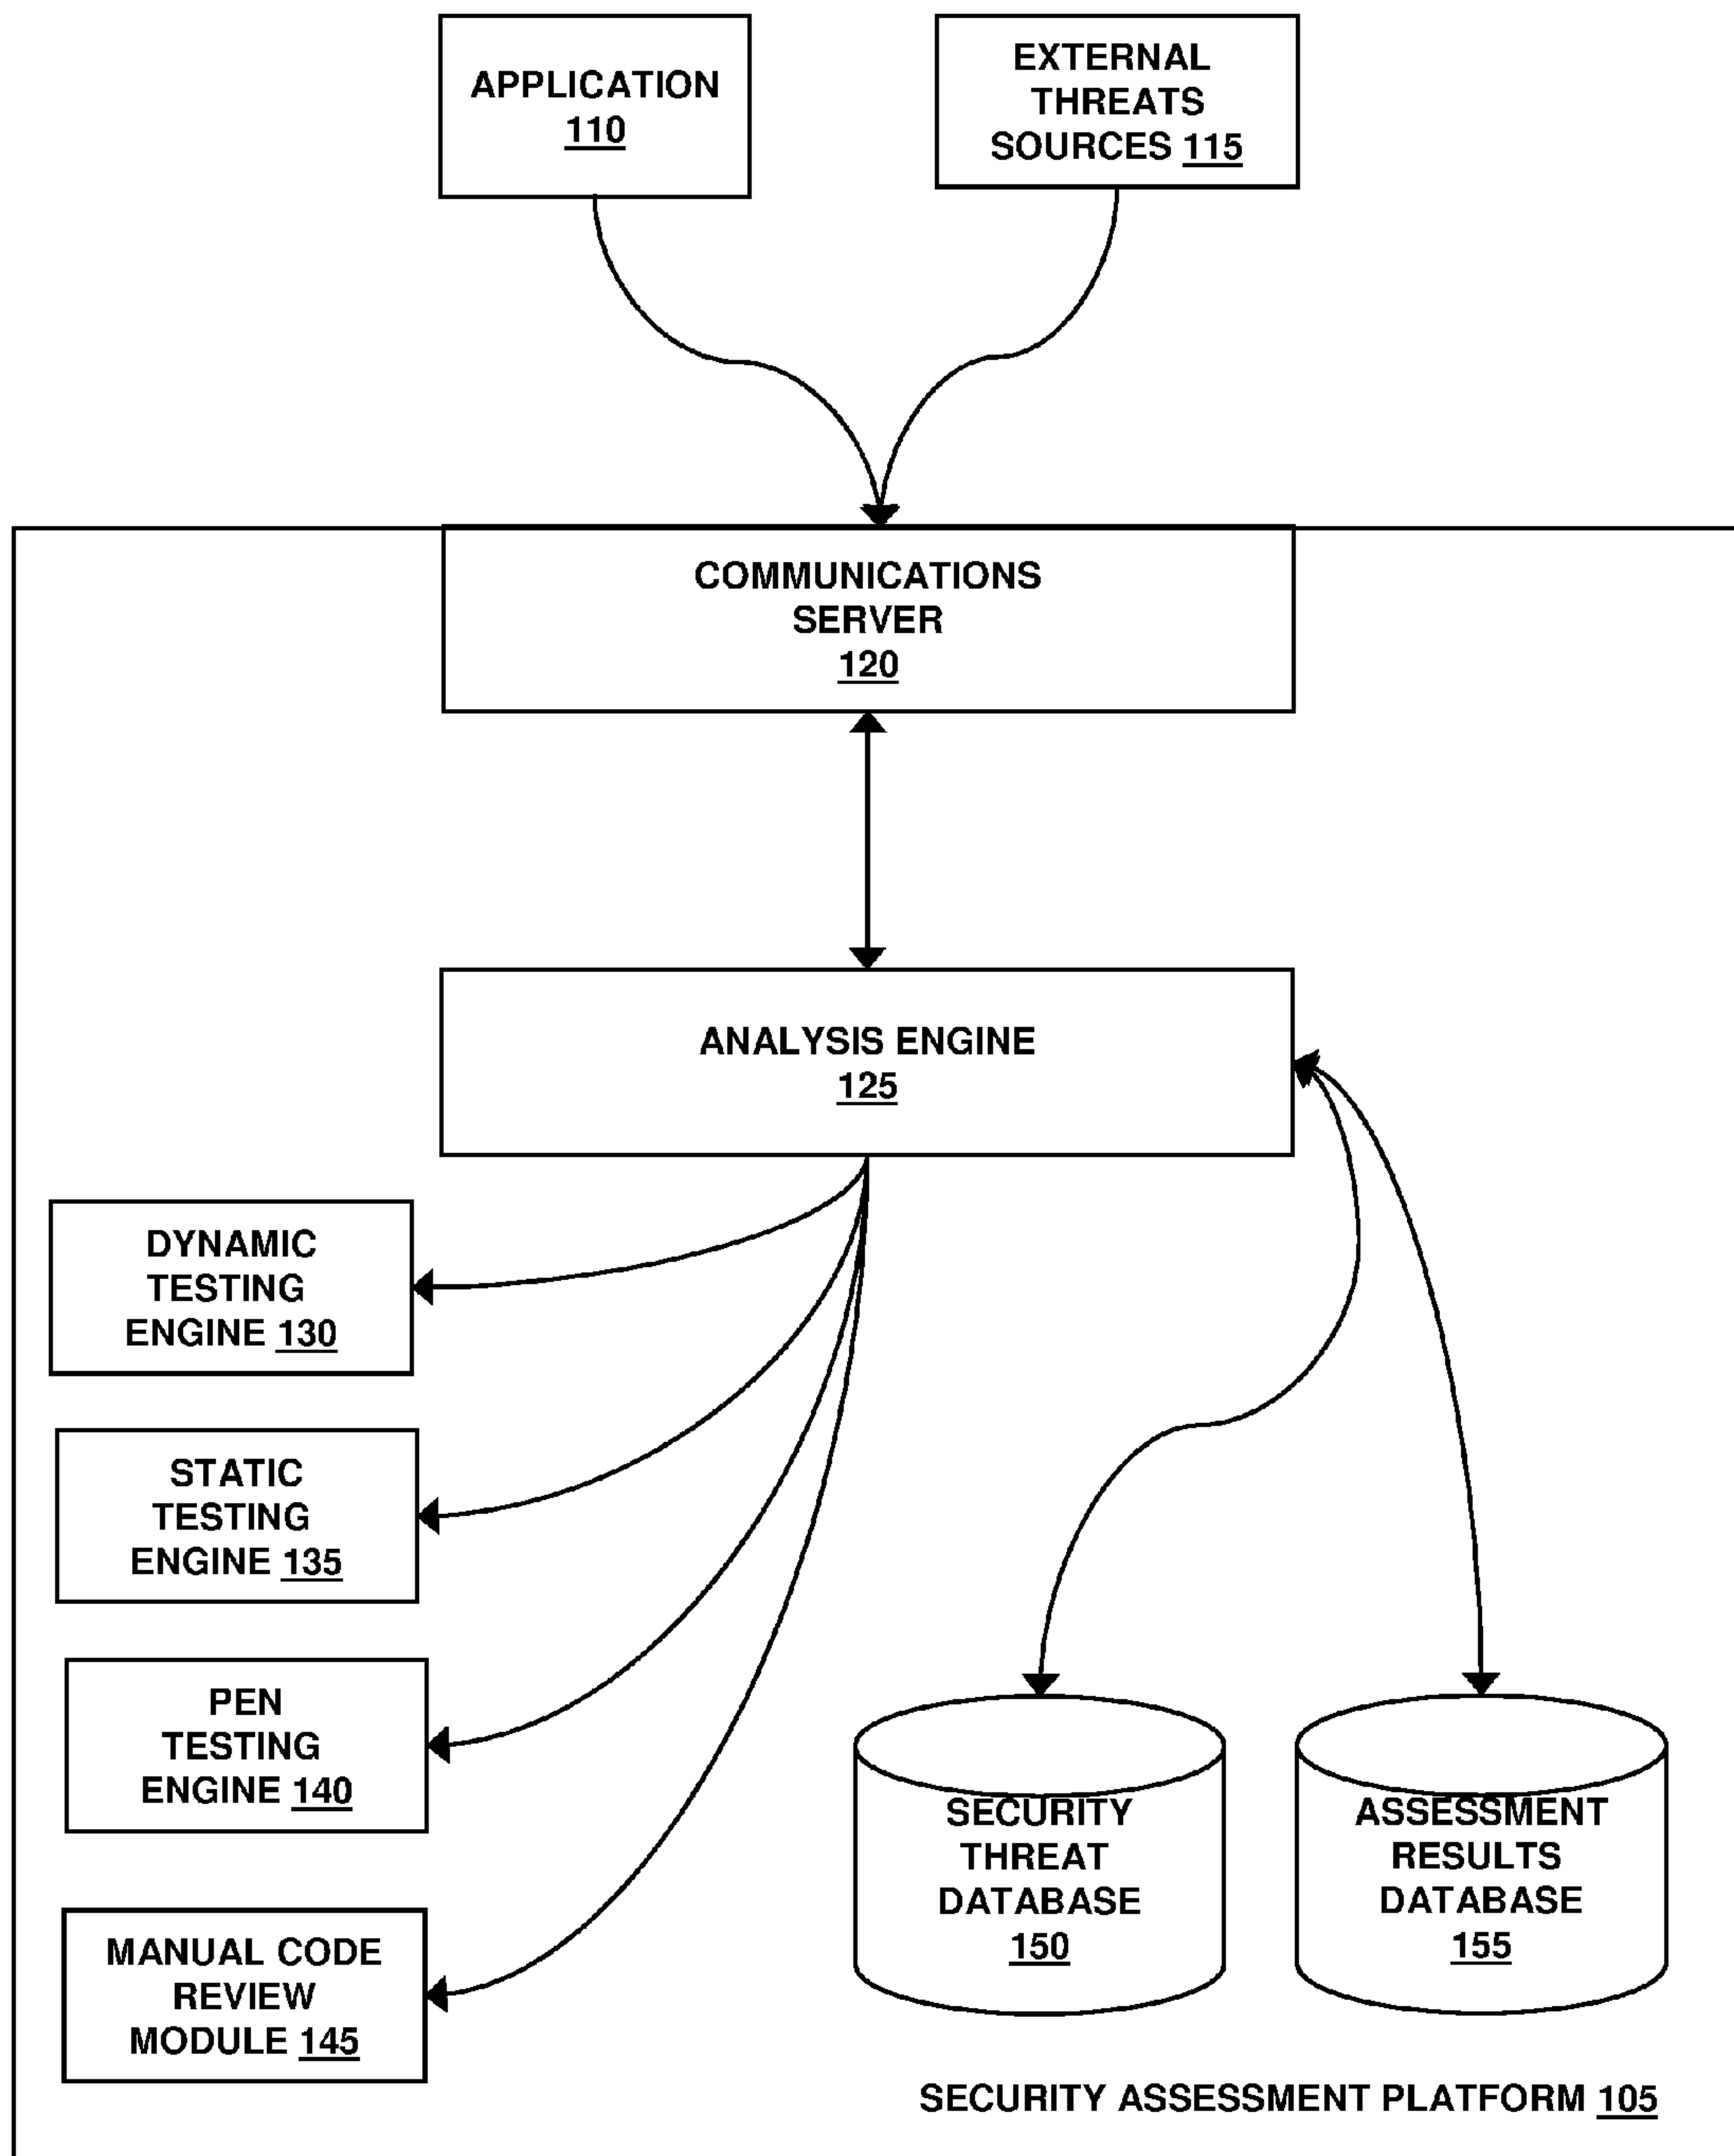 APPLICATION
110
EXTERNAL
THREATS
SOURCES 115
COMMUNICATIONS
SERVER
120
ANALYSIS ENGINE
125
DYNAMIC
TESTING
ENGINE 130
STATIC
TESTING
ENGINE 135
PEN
TESTING
ENGINE 140
MANUAL CODE
REVIEW
MODULE 145
SECURITY
THREAT
DATABASE
150
ASSESSMENT
RESULTS
DATABASE
155
SECURITY ASSESSMENT PLATFORM 105